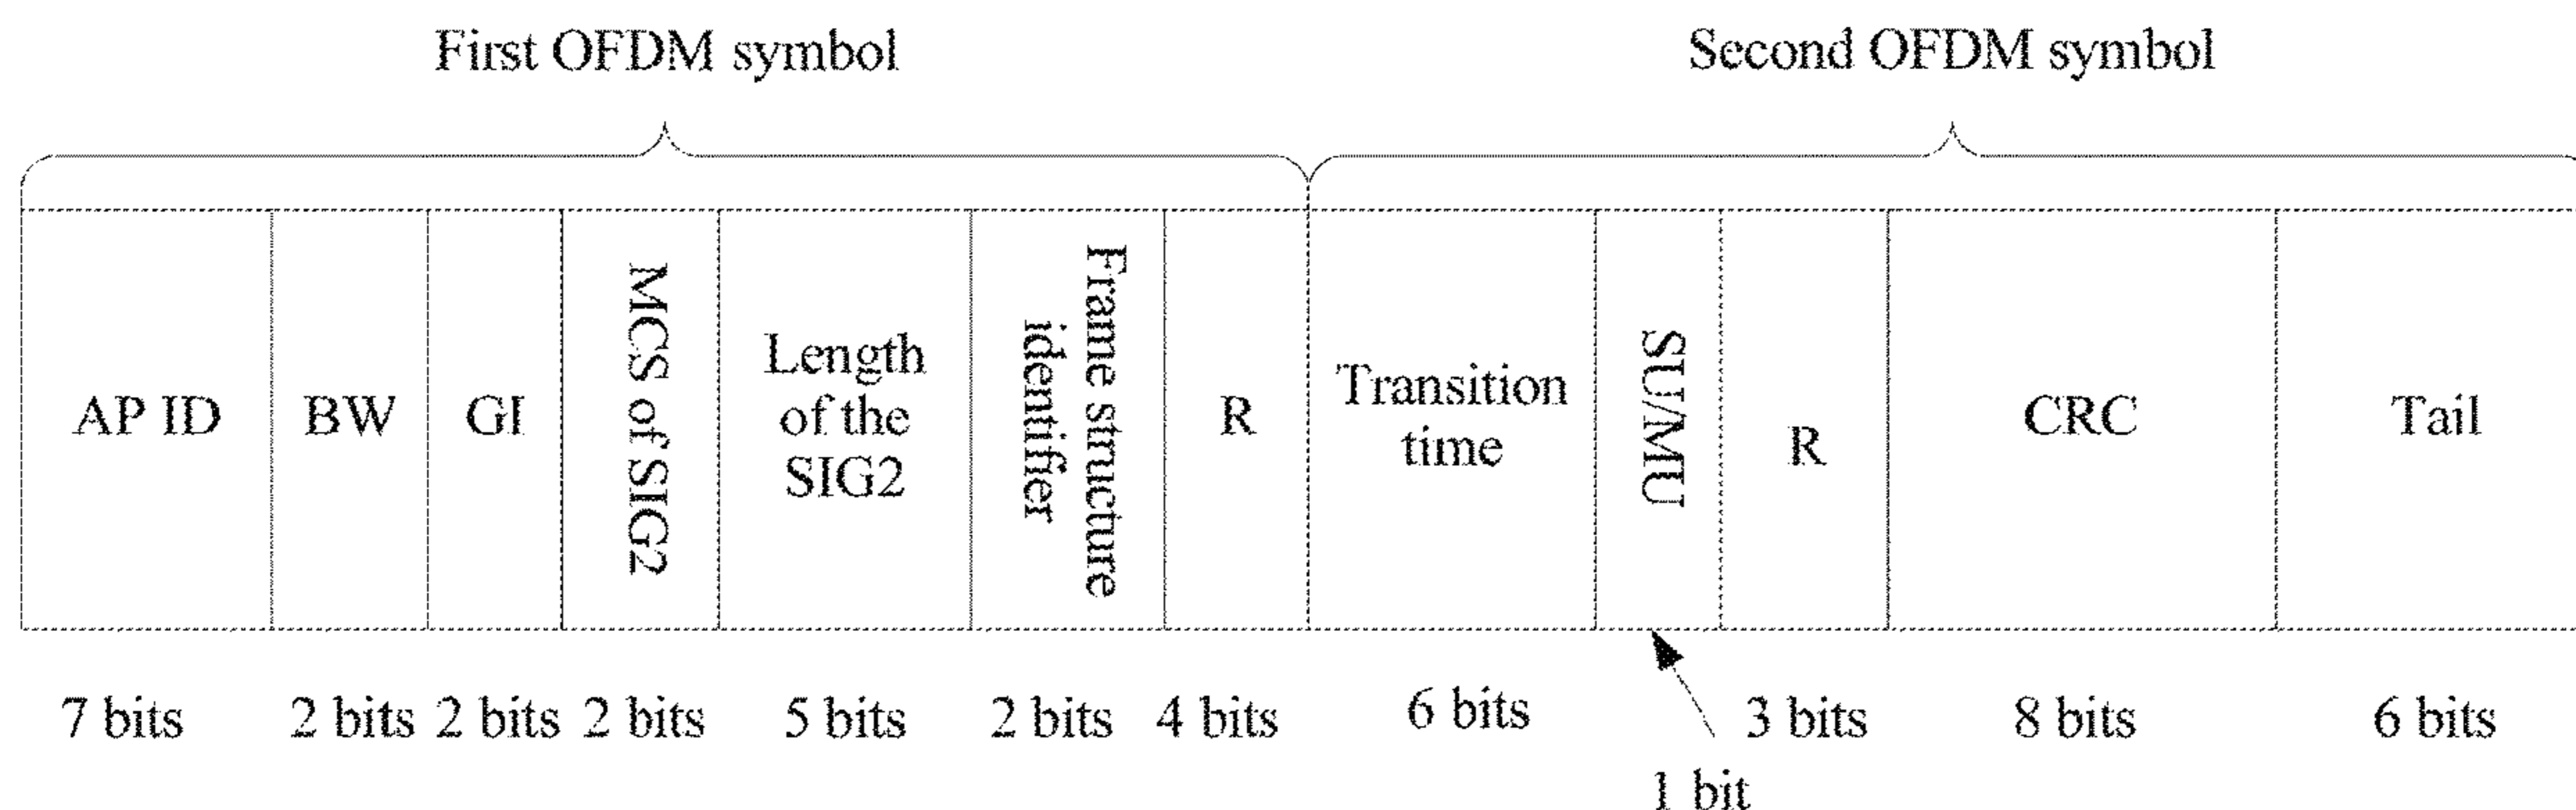 First OFDM symbol
Second OFDM symbol
AP ID
BW
GI
MCS of SIG2
Length
of the
SIG2
Frame structure
identifier
R
Transition
time
SU/MU
R
CRC
Tail
7 bits
2 bits
2 bits
2 bits
5 bits
2 bits
4 bits
6 bits
1 bit
3 bits
8 bits
6 bits